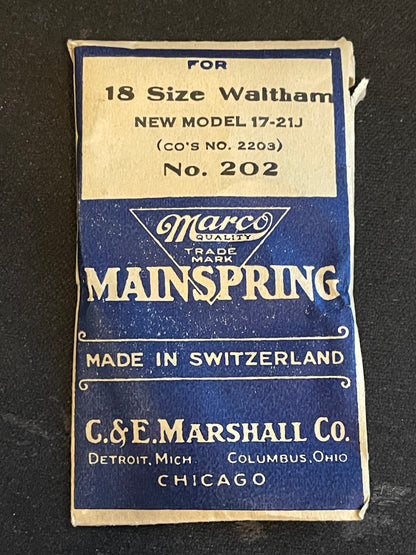 FOR
18 Size Waltham
NEW MODEL 17-21J
(CO'S NO. 2203)
No. 202
Marco
QUALITY
TRADE
MARK
MAINSPRING
MADE IN SWITZERLAND
C.&E. MARSHALL CO.
DETROIT, MICH COLUMBUS, OHIO
CHICAGO